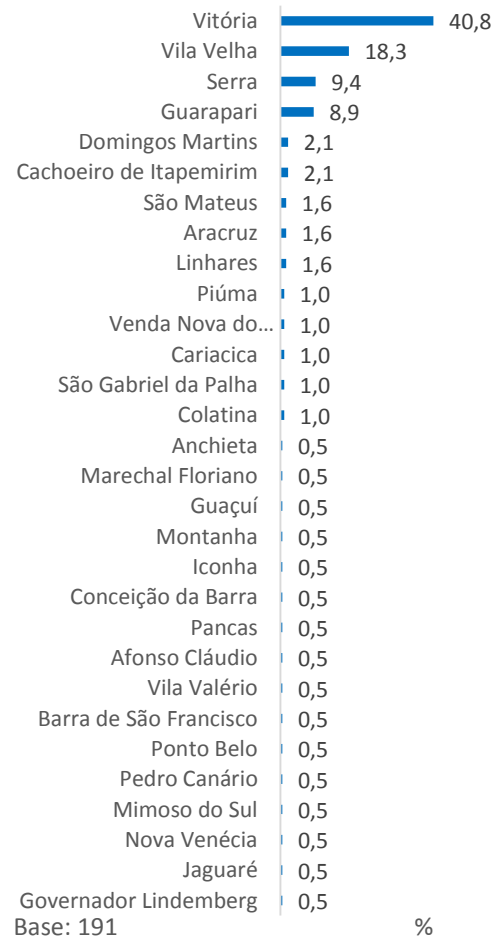 Vitória 40,8
Vila Velha 18,3
Serra 9,4
Guarapari 8,9
Domingos Martins 2,1
Cachoeiro de Itapemirim 2,1
São Mateus 1,6
Aracruz 1,6
Linhares 1,6
Piúma 1,0
Venda Nova do... 1,0
Cariacica 1,0
São Gabriel da Palha 1,0
Colatina 1,0
Anchieta 0,5
Marechal Floriano 0,5
Guaçuí 0,5
Montanha 0,5
Iconha 0,5
Conceição da Barra 0,5
Pancas 0,5
Afonso Cláudio 0,5
Vila Valério 0,5
Barra de São Francisco 0,5
Ponto Belo 0,5
Pedro Canário 0,5
Mimoso do Sul 0,5
Nova Venécia 0,5
Jaguaré 0,5
Governador Lindemberg 0,5
Base: 191 %